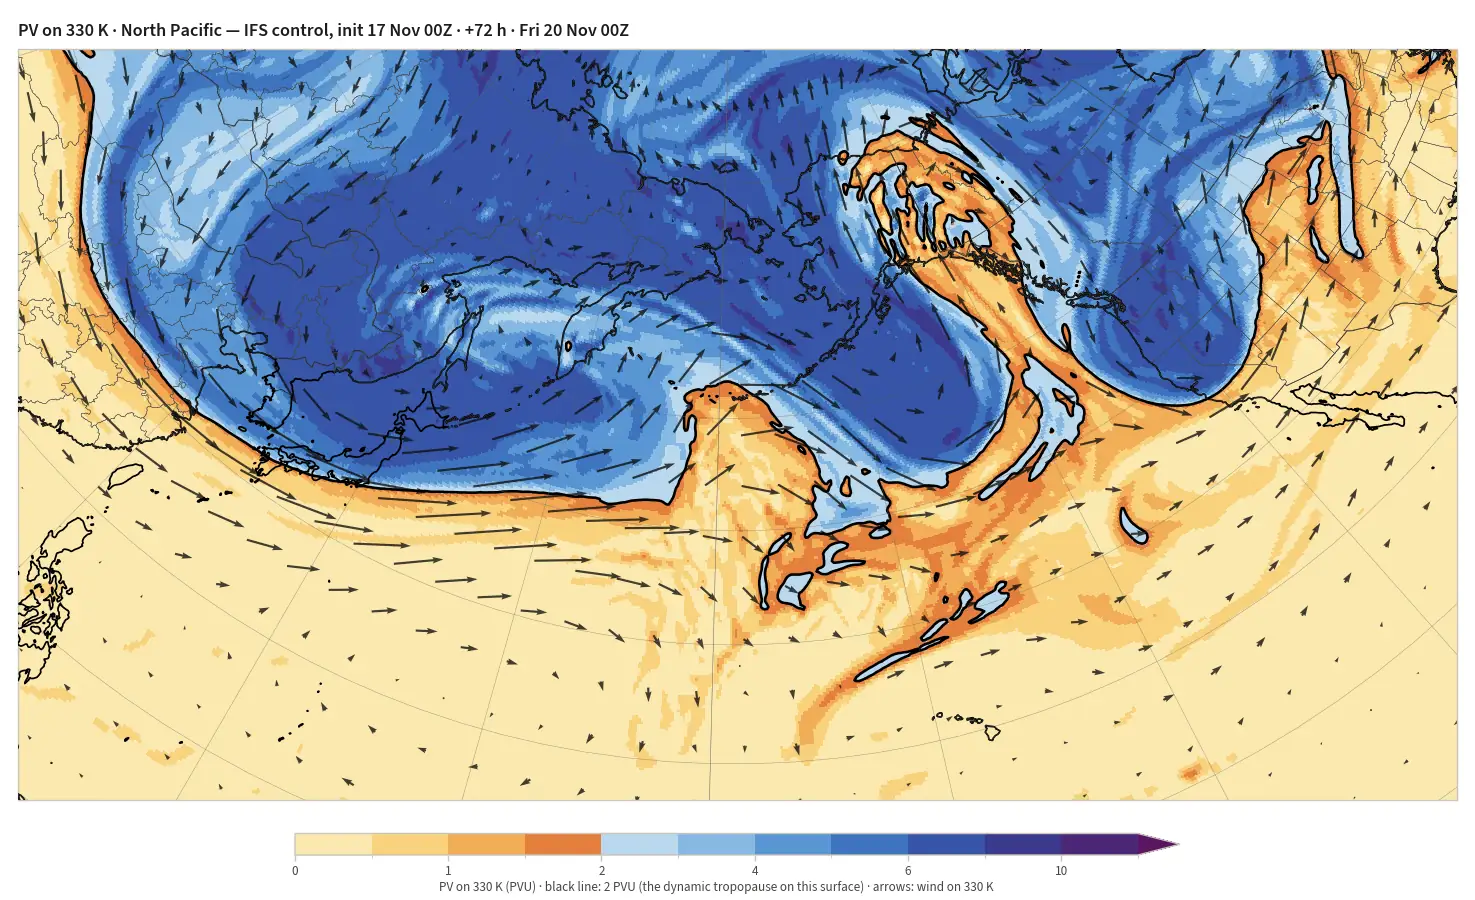 PV on 330 K · North Pacific — IFS control, init 17 Nov 00Z · +72 h · Fri 20 Nov 00Z
0 1 2 4 6 10
PV on 330 K (PVU) · black line: 2 PVU (the dynamic tropopause on this surface) · arrows: wind on 330 K